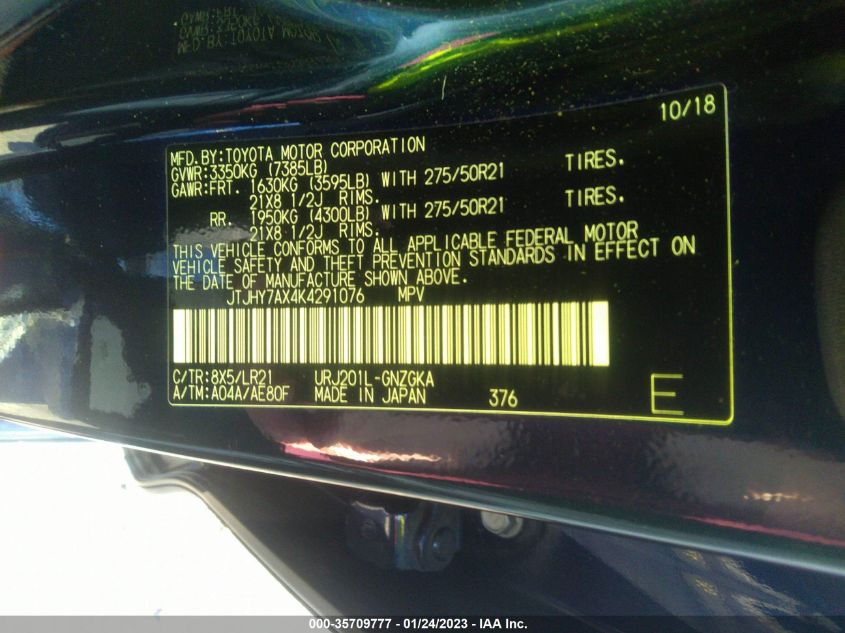 10/18
MFD.BY:TOYOTA MOTOR CORPORATION
GVWR:3350KG (7385LB)
GAWR:FRT. 1630KG (3595LB) WITH 275/50R21 TIRES.
21X8 1/2J RIMS.
RR. 1950KG (4300LB) WITH 275/50R21 TIRES.
21X8 1/2J RIMS.
THIS VEHICLE CONFORMS TO ALL APPLICABLE FEDERAL MOTOR
VEHICLE SAFETY AND THEFT PREVENTION STANDARDS IN EFFECT ON
THE DATE OF MANUFACTURE SHOWN ABOVE.
JTJHY7AX4K4291076 MPV
C/TR:8X5/LR21 URJ201L-GNZGKA
A/TM:A04A/AE80F MADE IN JAPAN 376 E
000-35709777 - 01/24/2023 - IAA Inc.